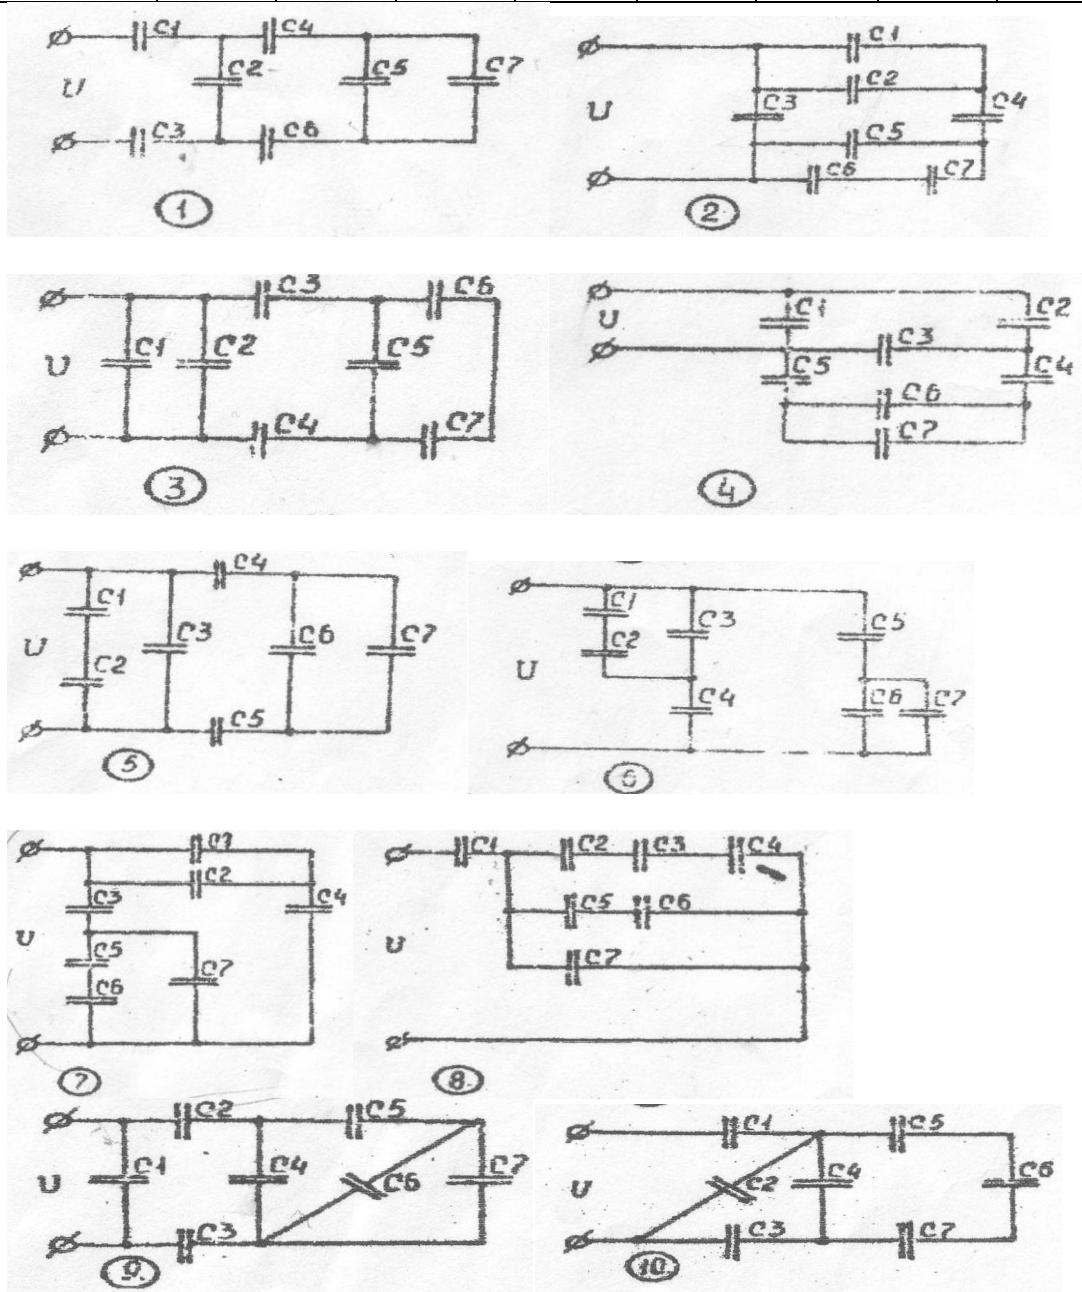 C1 C4
C2 C5 C7
U
C3 C6
1
C1
C2
C3 C4
U
C5
C6 C7
2
C3 C6
C1 C2 C5
U
C4 C7
3
C1 C2
U
C3
C5 C4
C6
C7
4
C4
C1
C3 C6 C7
U
C2
C5
5
C1 C3 C5
C2
U
C4 C6 C7
6
C1
C2
C3 C4
U
C5 C7
C6
7
C1 C2 C3 C4
C5 C6
U
C7
8
C2 C5
C1 C4 C7
U C6
C3
9.
C1 C5
C4 C6
U C2
C3 C7
10